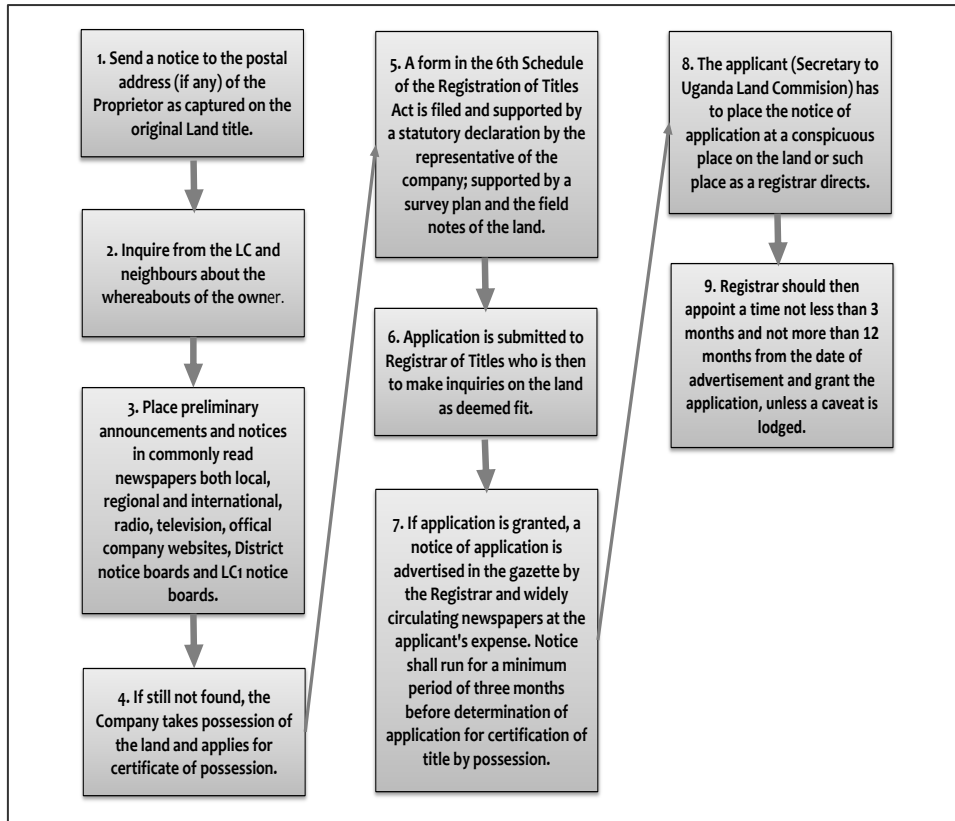 1. Send a notice to the postal
address (if any) of the
Proprietor as captured on the
original Land title.
2. Inquire from the LC and
neighbours about the
whereabouts of the owner.
3. Place preliminary
announcements and notices
in commonly read
newspapers both local,
regional and international,
radio, television, offical
company websites, District
notice boards and LC1 notice
boards.
4. If still not found, the
Company takes possession of
the land and applies for
certificate of possession.
5. A form in the 6th Schedule
of the Registration of Titles
Act is filed and supported by
a statutory declaration by the
representative of the
company; supported by a
survey plan and the field
notes of the land.
6. Application is submitted to
Registrar of Titles who is then
to make inquiries on the land
as deemed fit.
7. If application is granted, a
notice of application is
advertised in the gazette by
the Registrar and widely
circulating newspapers at the
applicant's expense. Notice
shall run for a minimum
period of three months
before determination of
application for certification of
title by possession.
8. The applicant (Secretary to
Uganda Land Commision) has
to place the notice of
application at a conspicuous
place on the land or such
place as a registrar directs.
9. Registrar should then
appoint a time not less than 3
months and not more than 12
months from the date of
advertisement and grant the
application, unless a caveat is
lodged.